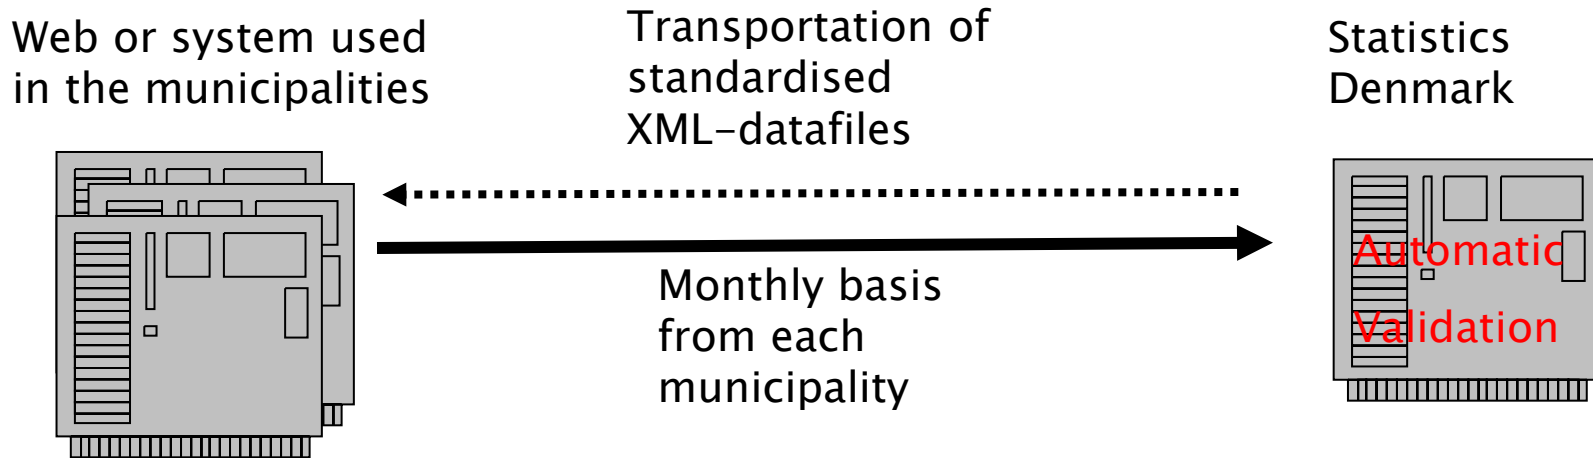 Web or system used
in the municipalities
Transportation of
standardised
XML-datafiles
Statistics
Denmark
Monthly basis
from each
municipality
Automatic
Validation